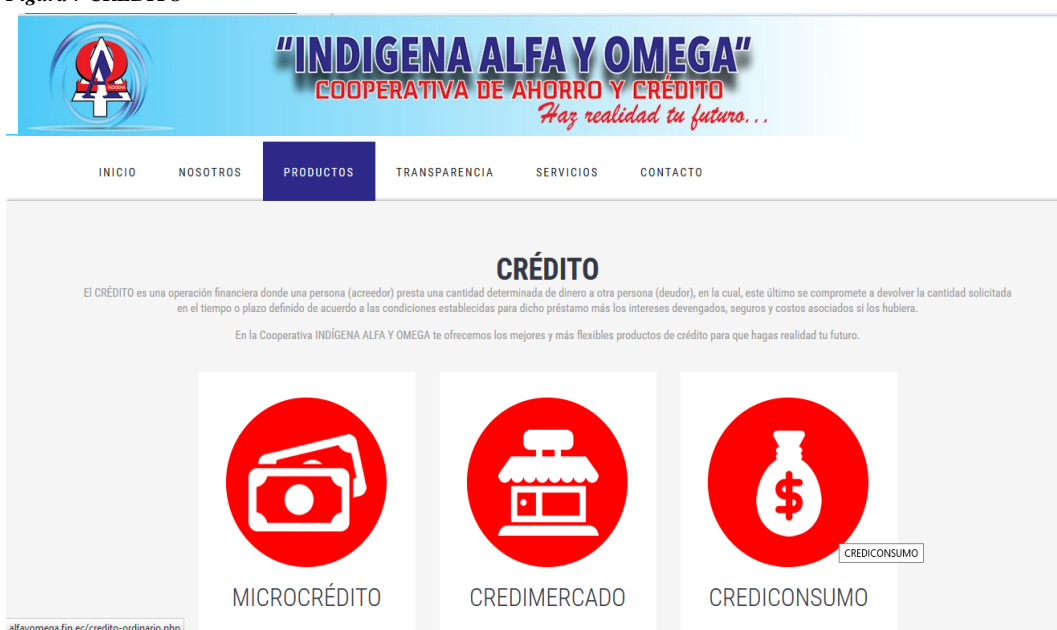 "INDIGENA ALFA Y OMEGA"
COOPERATIVA DE AHORRO Y CRÉDITO
Haz realidad tu futuro...
INICIO NOSOTROS PRODUCTOS TRANSPARENCIA SERVICIOS CONTACTO
CRÉDITO
El CRÉDITO es una operación financiera donde una persona (acreedor) presta una cantidad determinada de dinero a otra persona (deudor), en la cual, este último se compromete a devolver la cantidad solicitada
en el tiempo o plazo definido de acuerdo a las condiciones establecidas para dicho préstamo más los intereses devengados, seguros y costos asociados si los hubiera.
En la Cooperativa INDÍGENA ALFA Y OMEGA te ofrecemos los mejores y más flexibles productos de crédito para que hagas realidad tu futuro.
$
CREDICONSUMO
MICROCRÉDITO CREDIMERCADO CREDICONSUMO
alfayomega.fin.ec/credito-ordinario.php